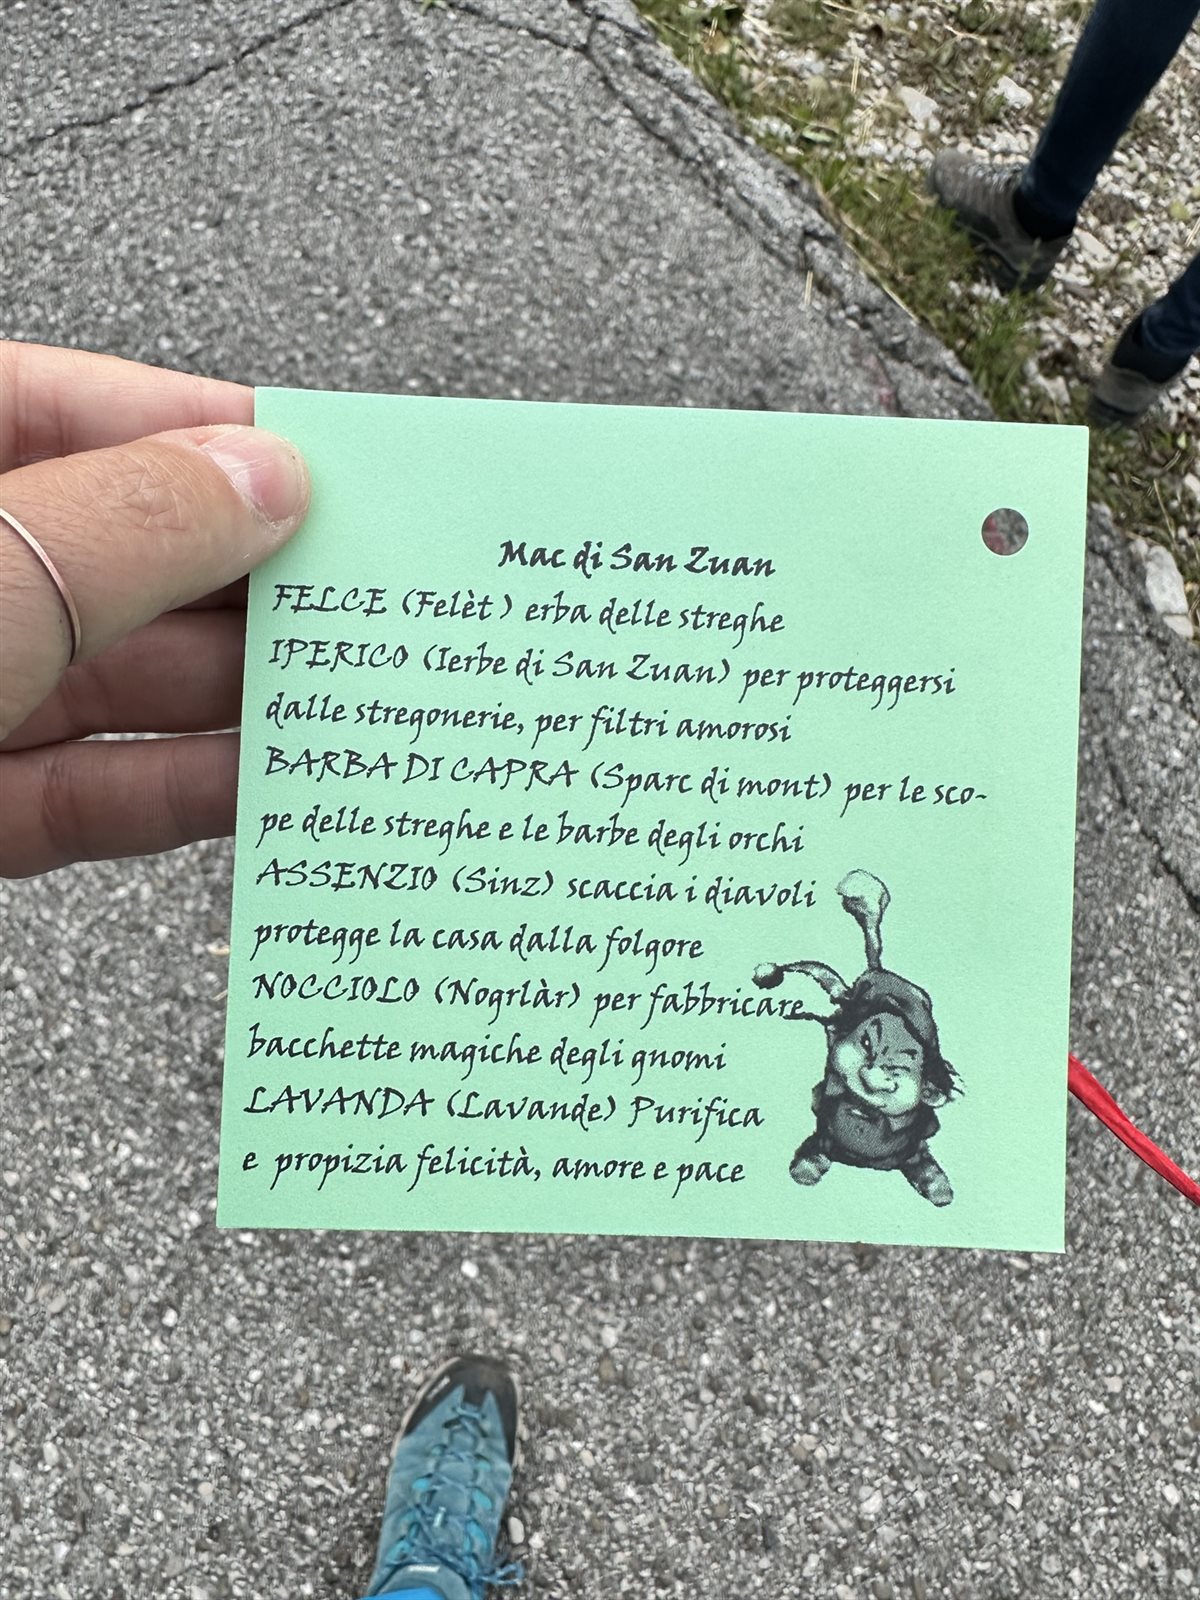 Mac di San Zuan
FELCE (Felèt ) erba delle streghe
IPERICO (Ierbe di San Zuan) per proteggersi
dalle stregonerie, per filtri amorosi
BARBA DI CAPRA (Sparc di mont) per le sco-
pe delle streghe e le barbe degli orchi
ASSENZIO (Sinz) scaccia i diavoli
protegge la casa dalla folgore
NOCCIOLO (Nogrlàr) per fabbricare
bacchette magiche degli gnomi
LAVANDA (Lavande) Purifica
e propizia felicità, amore e pace